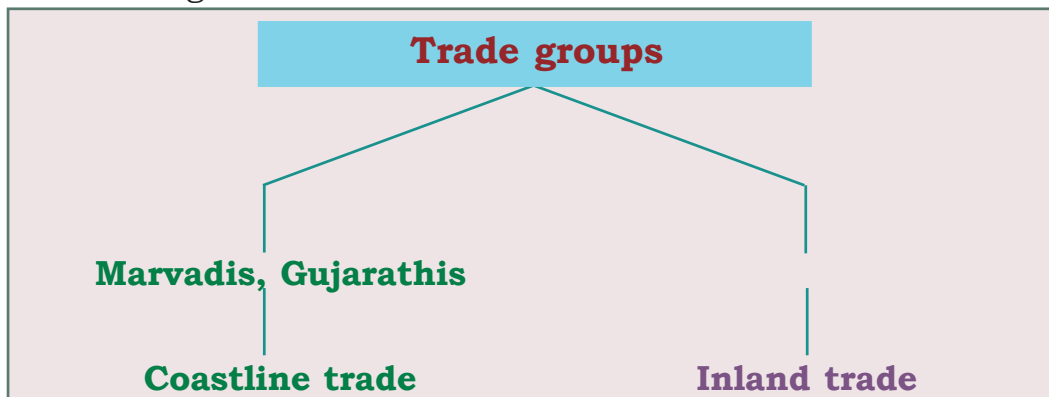 Trade groups
Marvadis, Gujarathis
Coastline trade
Inland trade